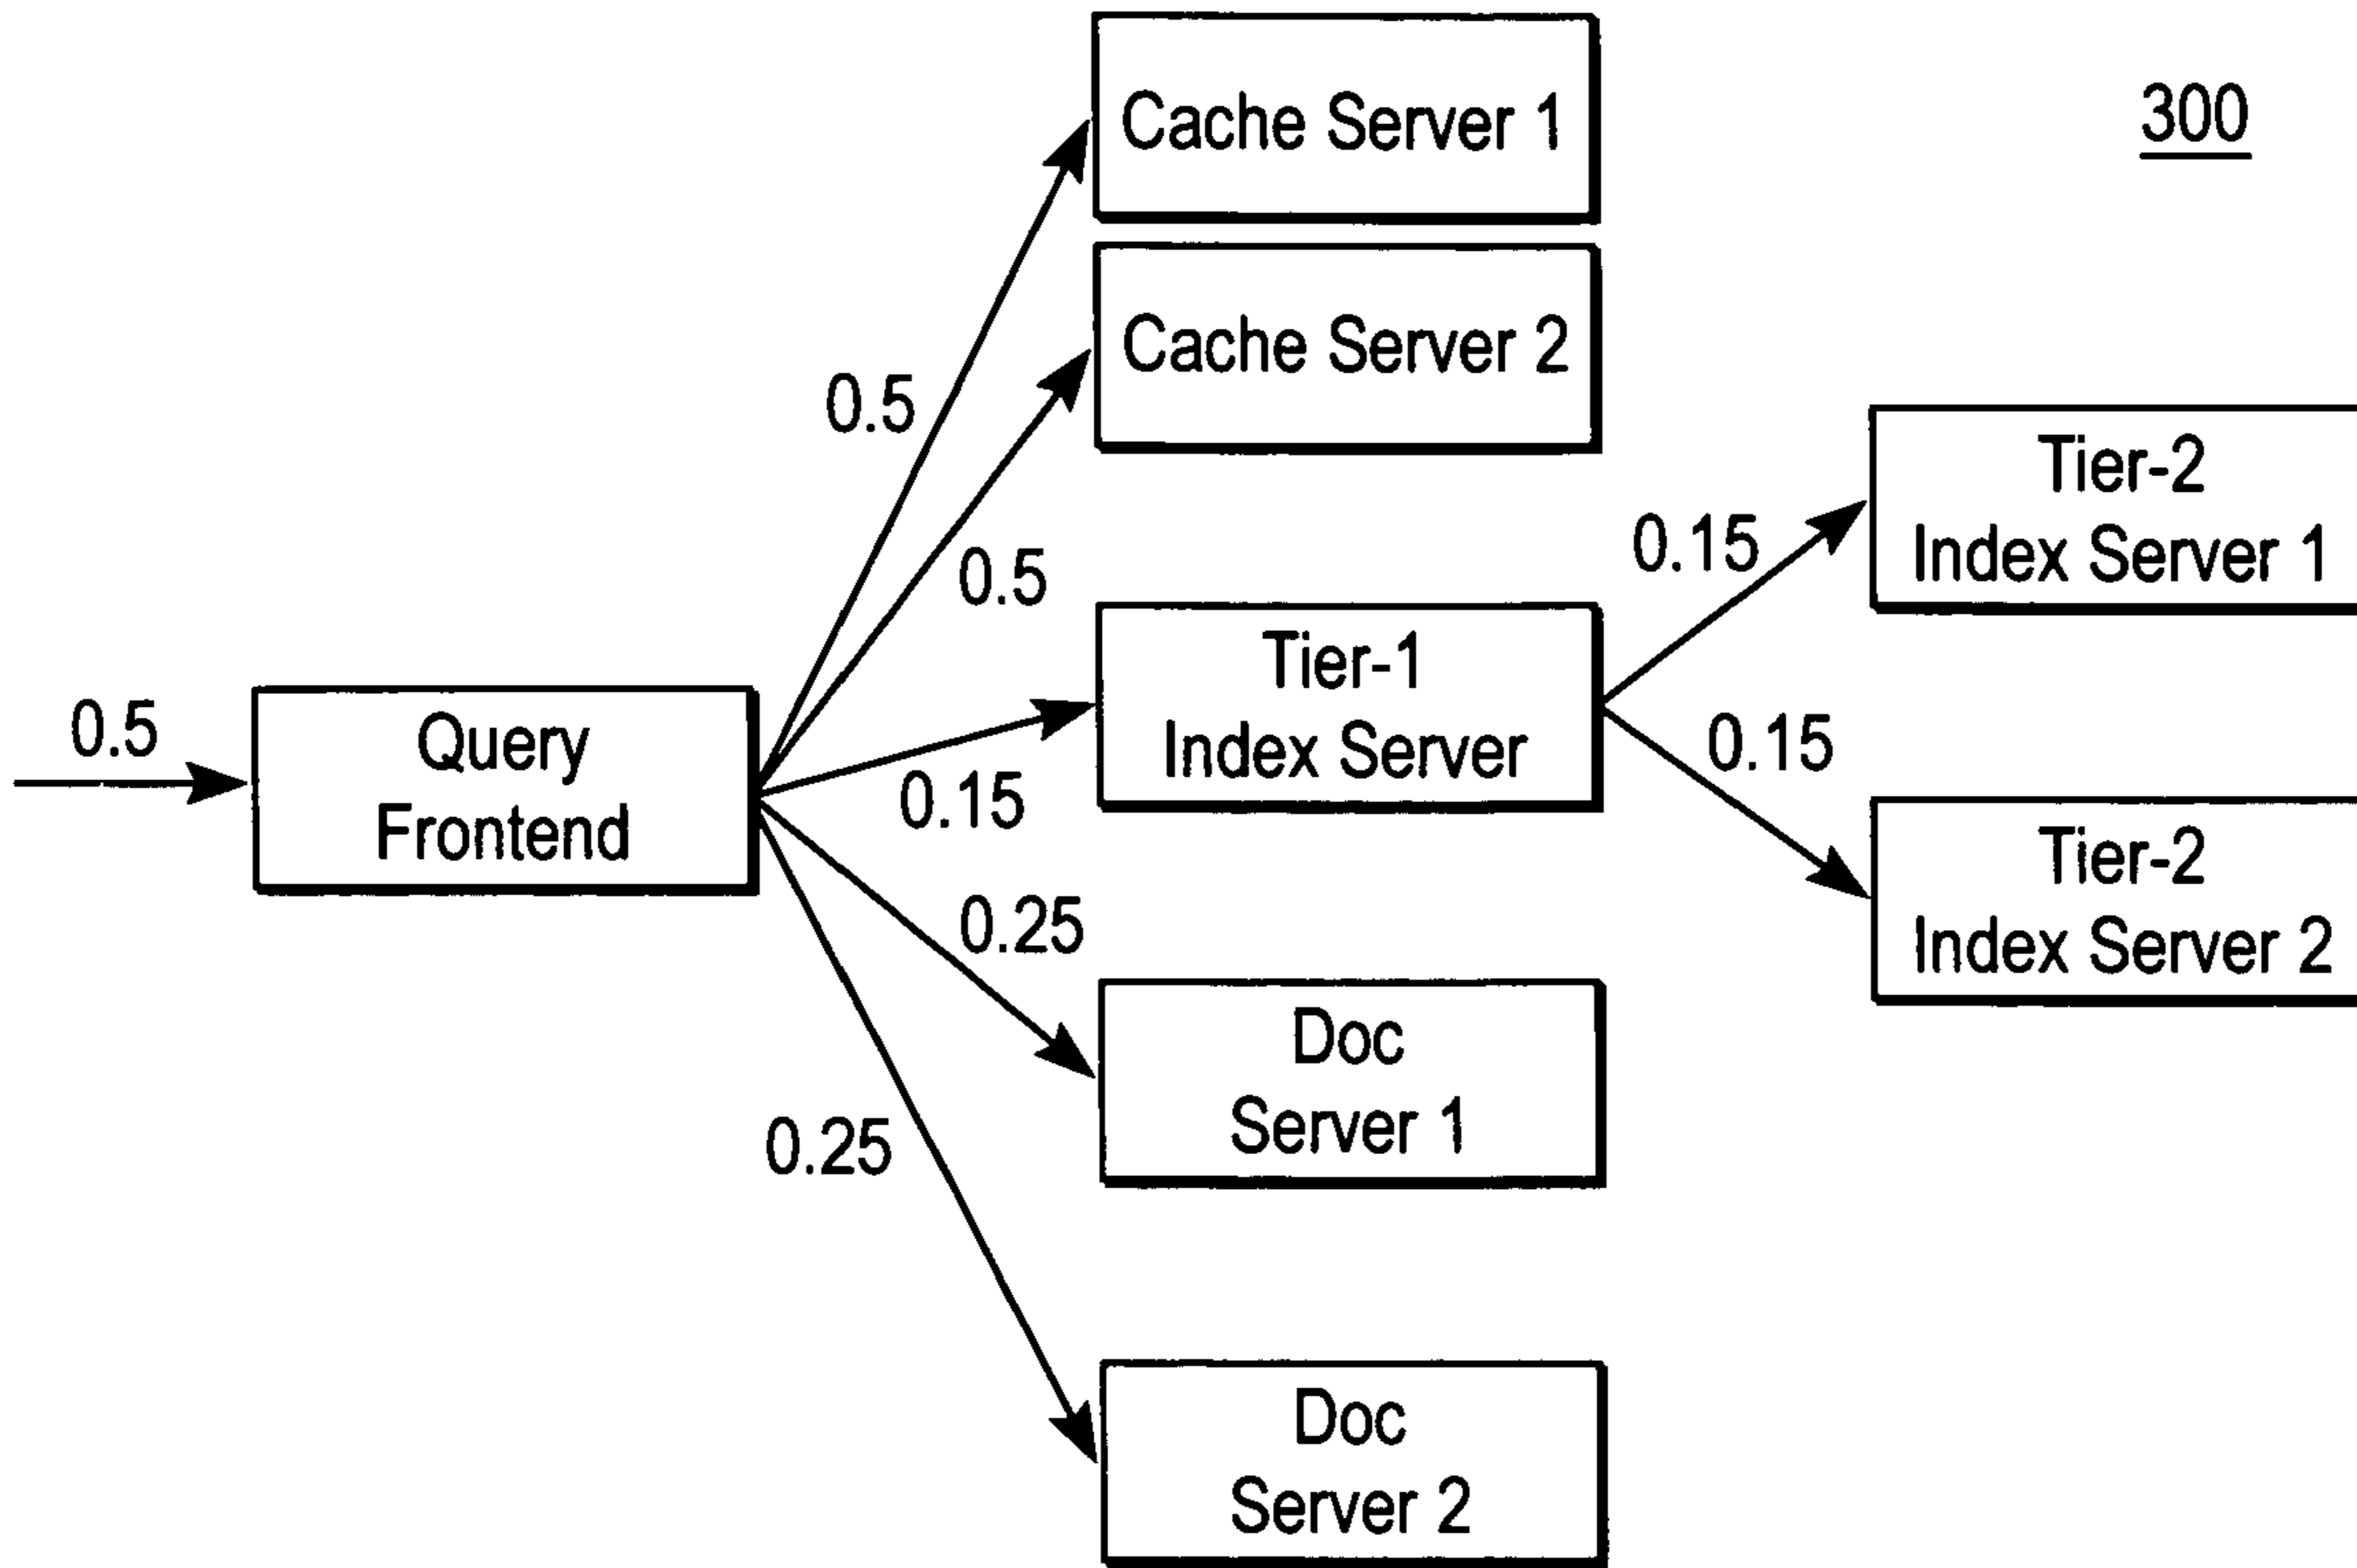 Cache Server 1
300
Cache Server 2
0.5
0.5
Tier-2
Index Server 1
0.15
Tier-1
Index Server
0.5
Query
Frontend
0.15
0.15
Tier-2
Index Server 2
0.25
Doc
Server 1
0.25
Doc
Server 2